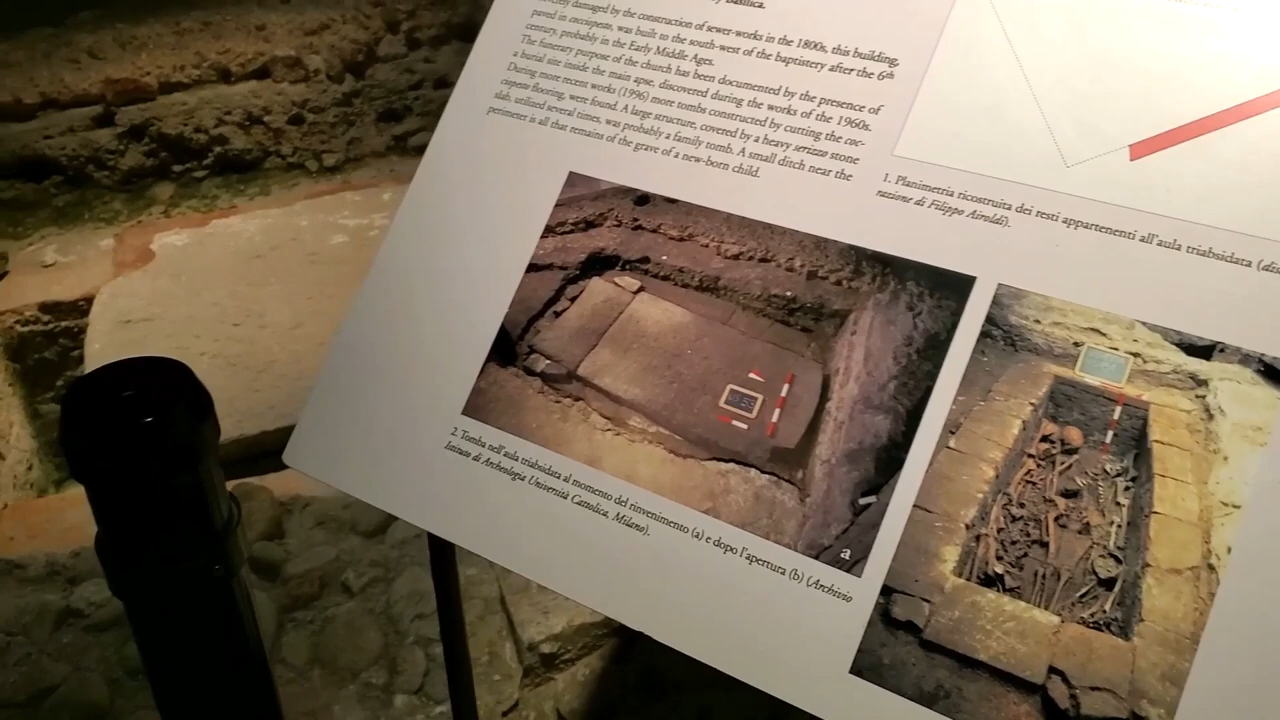 Basilica.
damaged by the construction of sewer-works in the 1800s, this building,
paved in cocciopesto, was built to the south-west of the baptistery after the 6th
century, probably in the Early Middle Ages.
The funerary purpose of the church has been documented by the presence of
a burial site inside the main apse, discovered during the works of the 1960s.
During more recent works (1996) more tombs constructed by cutting the coc-
ciopesto flooring, were found. A large structure, covered by a heavy serizzo stone
slab, utilized several times, was probably a family tomb. A small ditch near the
perimeter is all that remains of the grave of a new-born child.
1. Planimetria ricostruita dei resti appartenenti all'aula triabsidata (dis
razione di Filippo Airoldi).
a
2. Tomba nell'aula triabsidata al momento del rinvenimento (a) e dopo l'apertura (b) (Archivio
Istituto di Archeologia Università Cattolica, Milano).